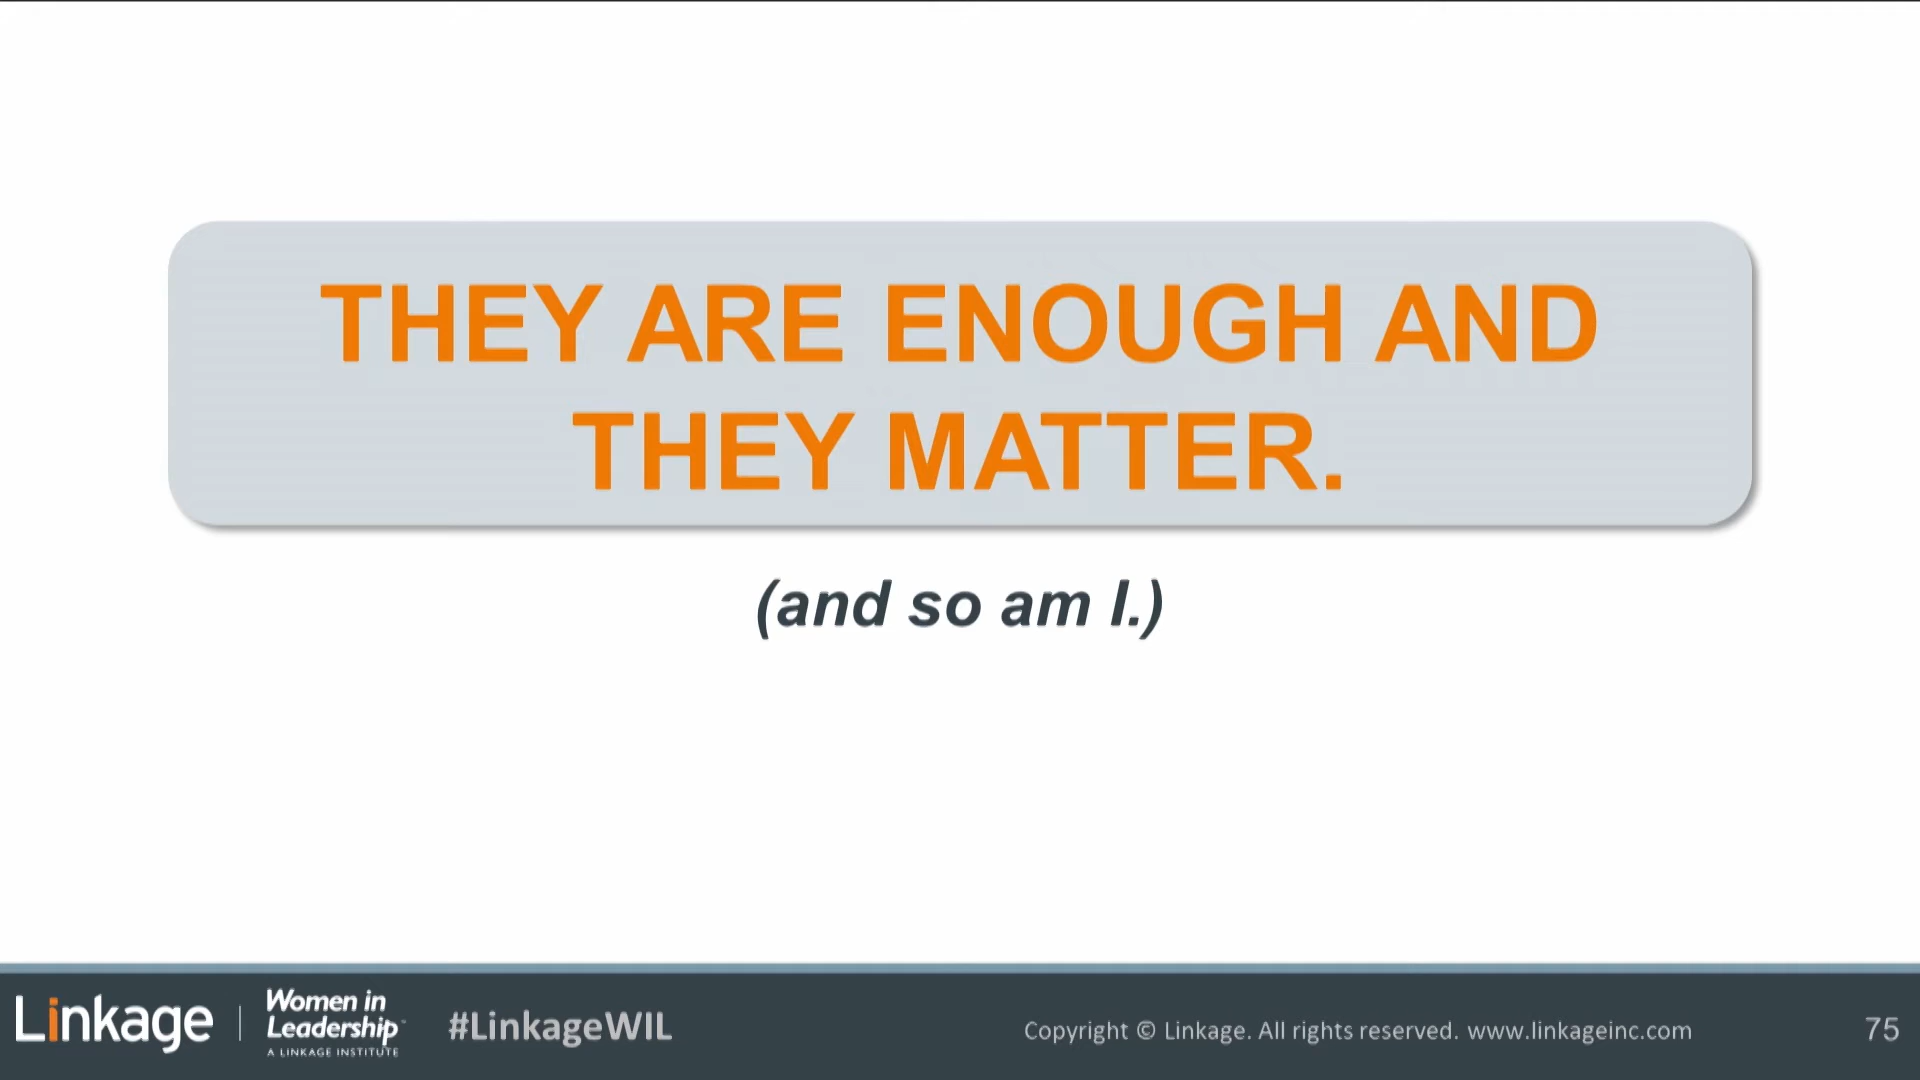 THEY ARE ENOUGH AND
THEY MATTER.
(and so am I.)
Linkage
Women in
Leadership™
A LINKAGE INSTITUTE
#LinkageWIL
Copyright © Linkage. All rights reserved. www.linkageinc.com
75